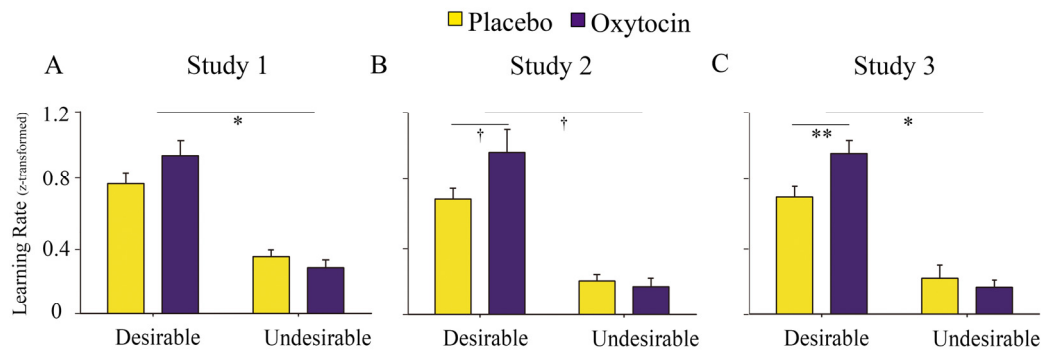 Placebo Oxytocin
A Study 1 B Study 2 C Study 3
Learning Rate (z-transformed)
1.2
0.8
0.4
0
*
† †
** *
Desirable Undesirable Desirable Undesirable Desirable Undesirable